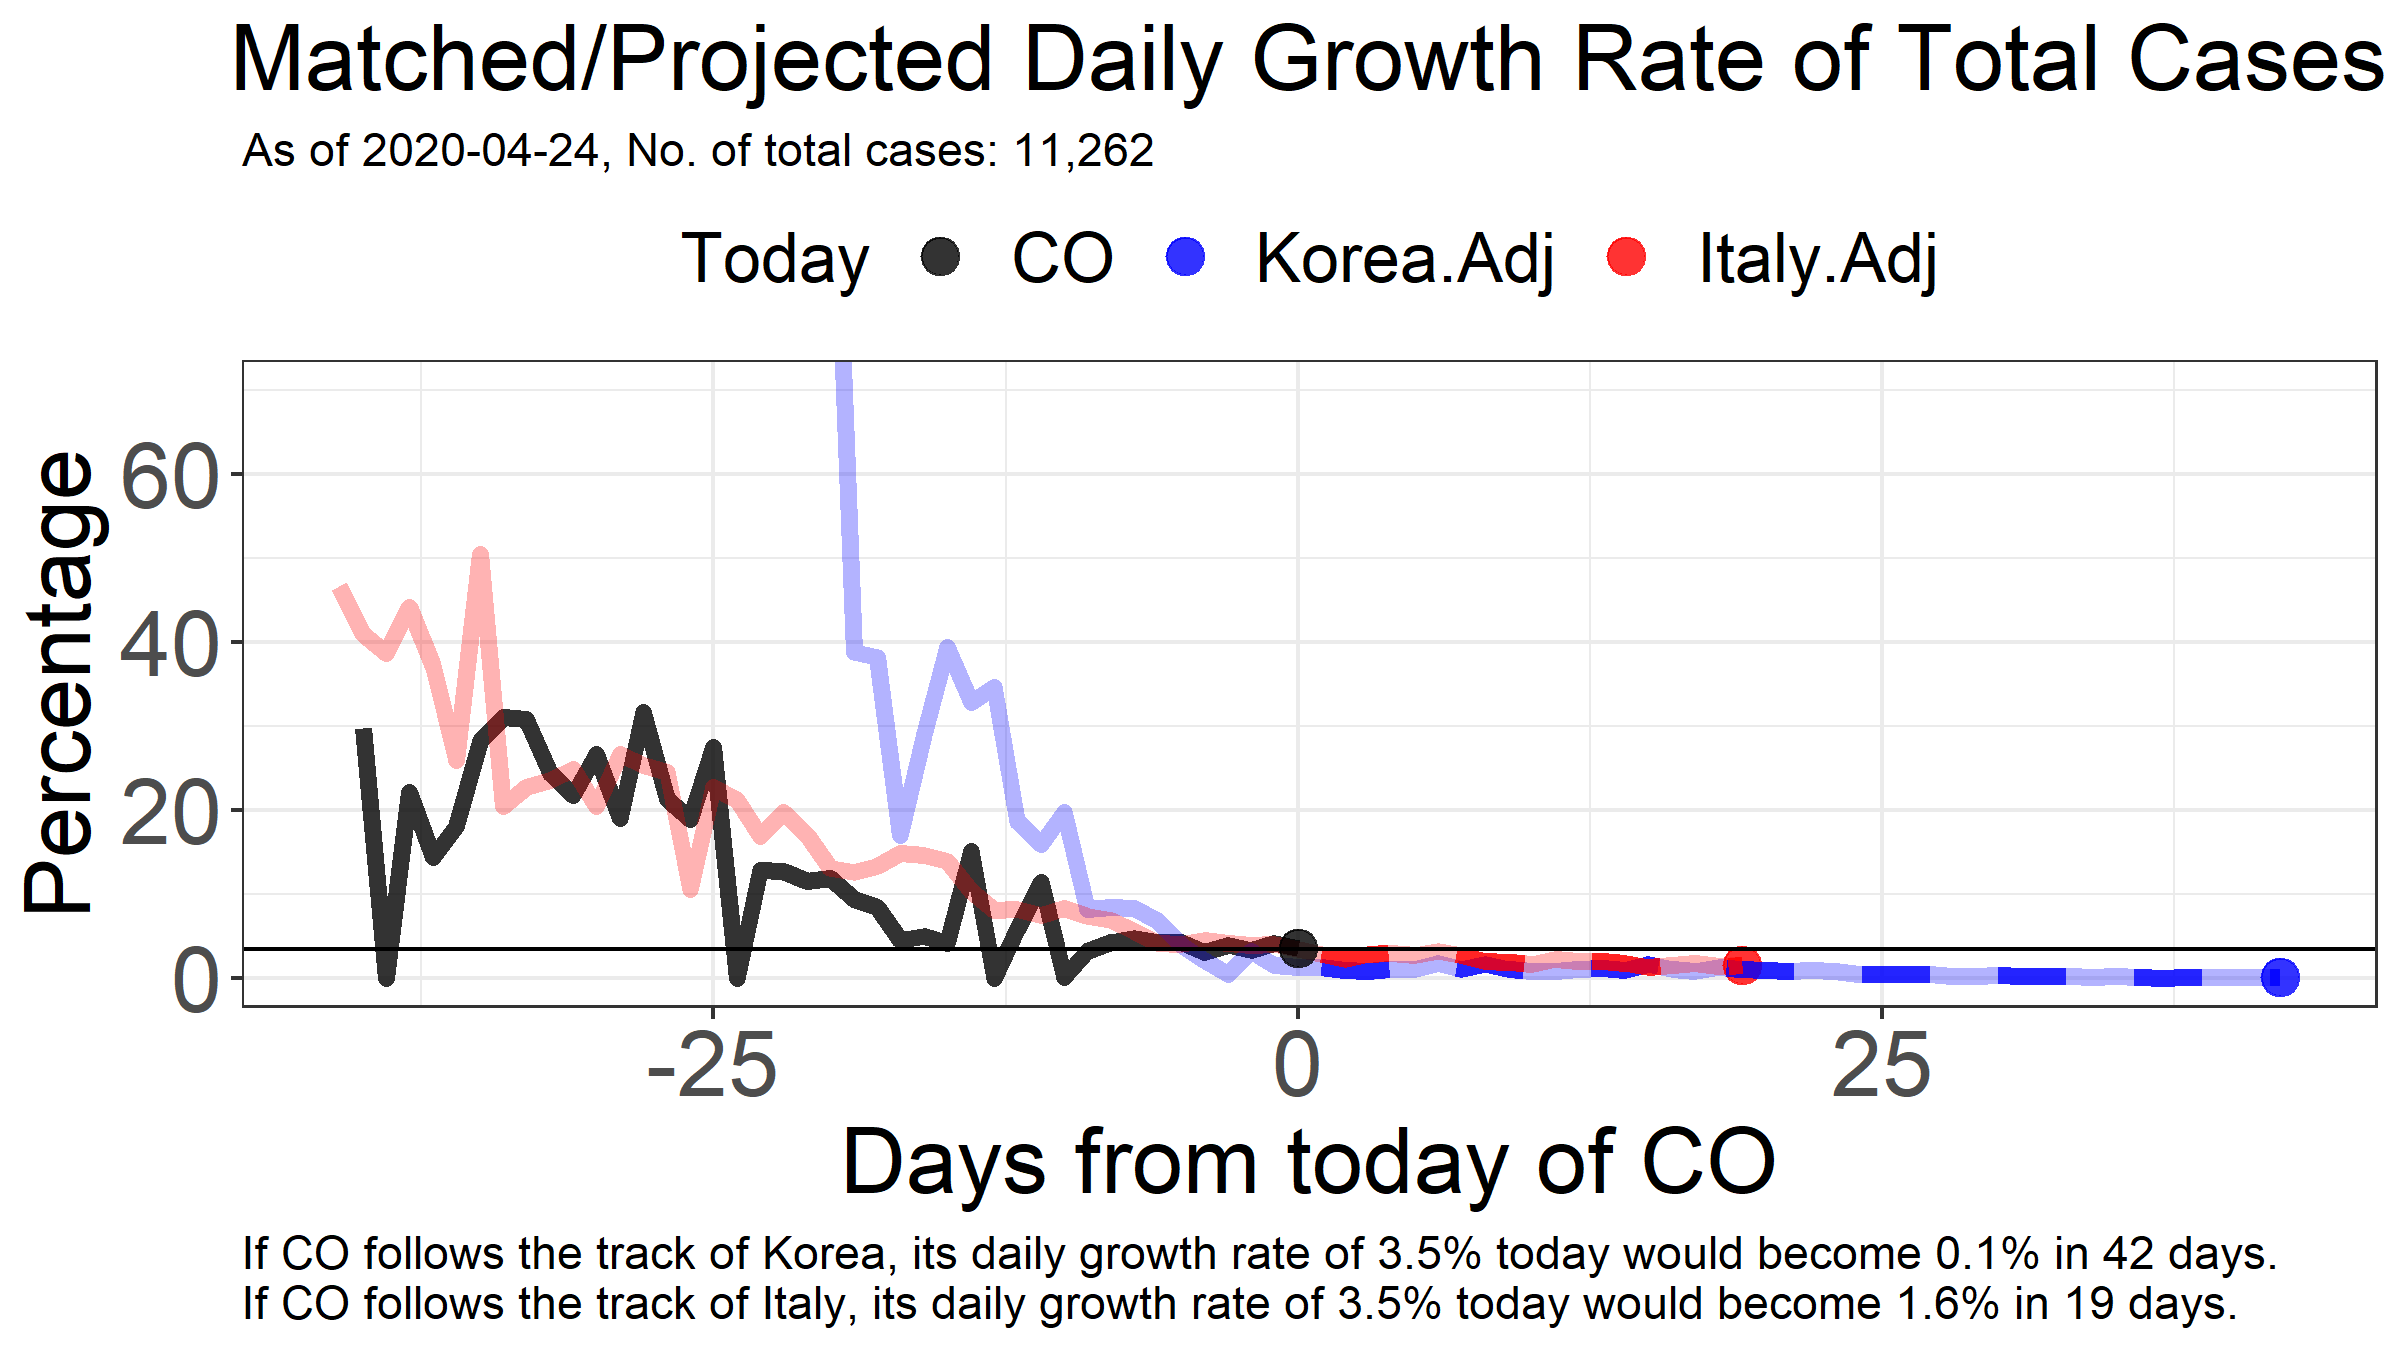 Matched/Projected Daily Growth Rate of Total Cases
As of 2020-04-24, No. of total cases: 11,262
Today CO Korea.Adj Italy.Adj
Percentage
60
40
20
0
-25 0 25
Days from today of CO
If CO follows the track of Korea, its daily growth rate of 3.5% today would become 0.1% in 42 days.
If CO follows the track of Italy, its daily growth rate of 3.5% today would become 1.6% in 19 days.